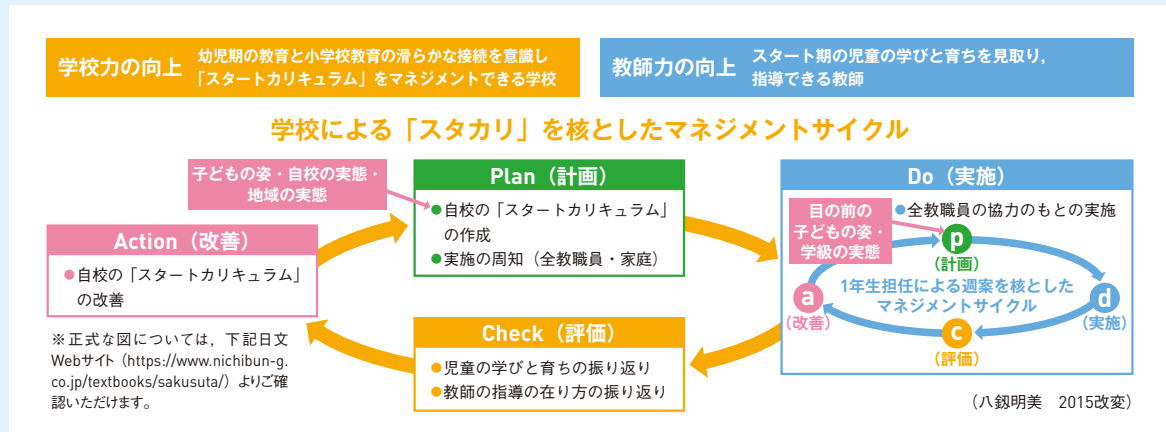 学校力の向上
幼児期の教育と小学校教育の滑らかな接続を意識し
「スタートカリキュラム」をマネジメントできる学校
教師力の向上
スタート期の児童の学びと育ちを見取り，
指導できる教師
学校による「スタカリ」を核としたマネジメントサイクル
子どもの姿・自校の実態・
地域の実態
Plan（計画）
●自校の「スタートカリキュラム」
の作成
●実施の周知（全教職員・家庭）
Do（実施）
●全教職員の協力のもとの実施
目の前の
子どもの姿・
学級の実態
p
（計画）
1年生担任による週案を核とした
マネジメントサイクル
d
（実施）
c
（評価）
a
（改善）
Action（改善）
●自校の「スタートカリキュラム」
の改善
Check（評価）
●児童の学びと育ちの振り返り
●教師の指導の在り方の振り返り
※正式な図については，下記日文
Webサイト（https://www.nichibun-g.
co.jp/textbooks/sakusuta/）よりご確
認いただけます。
（八釼明美　2015改変）